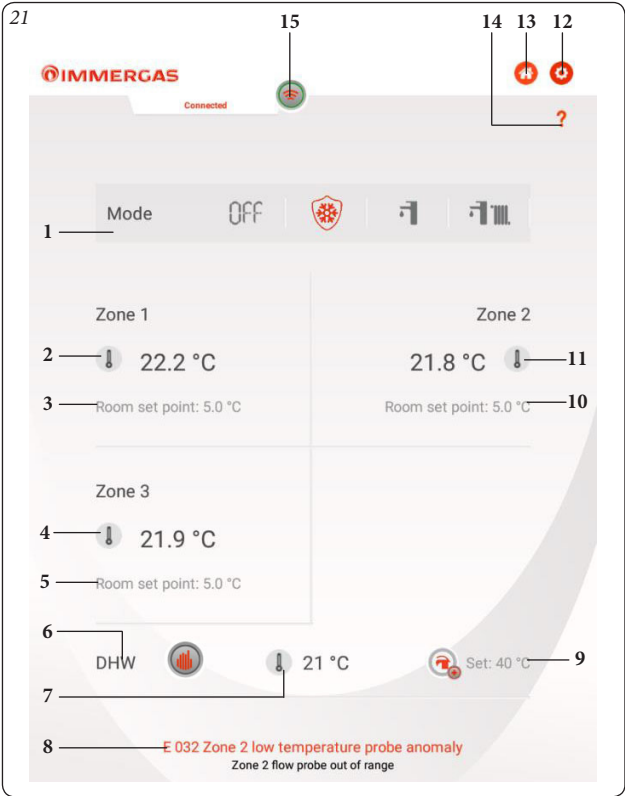 21
15
14 13 12
IMMERGAS
Connected
?
Mode OFF
1
Zone 1
Zone 2
2 22.2 °C
21.8 °C 11
3 Room set point: 5.0 °C
Room set point: 5.0 °C 10
Zone 3
4 21.9 °C
5 Room set point: 5.0 °C
6
DHW 21 °C Set: 40 °C 9
7
8 E 032 Zone 2 low temperature probe anomaly
Zone 2 flow probe out of range